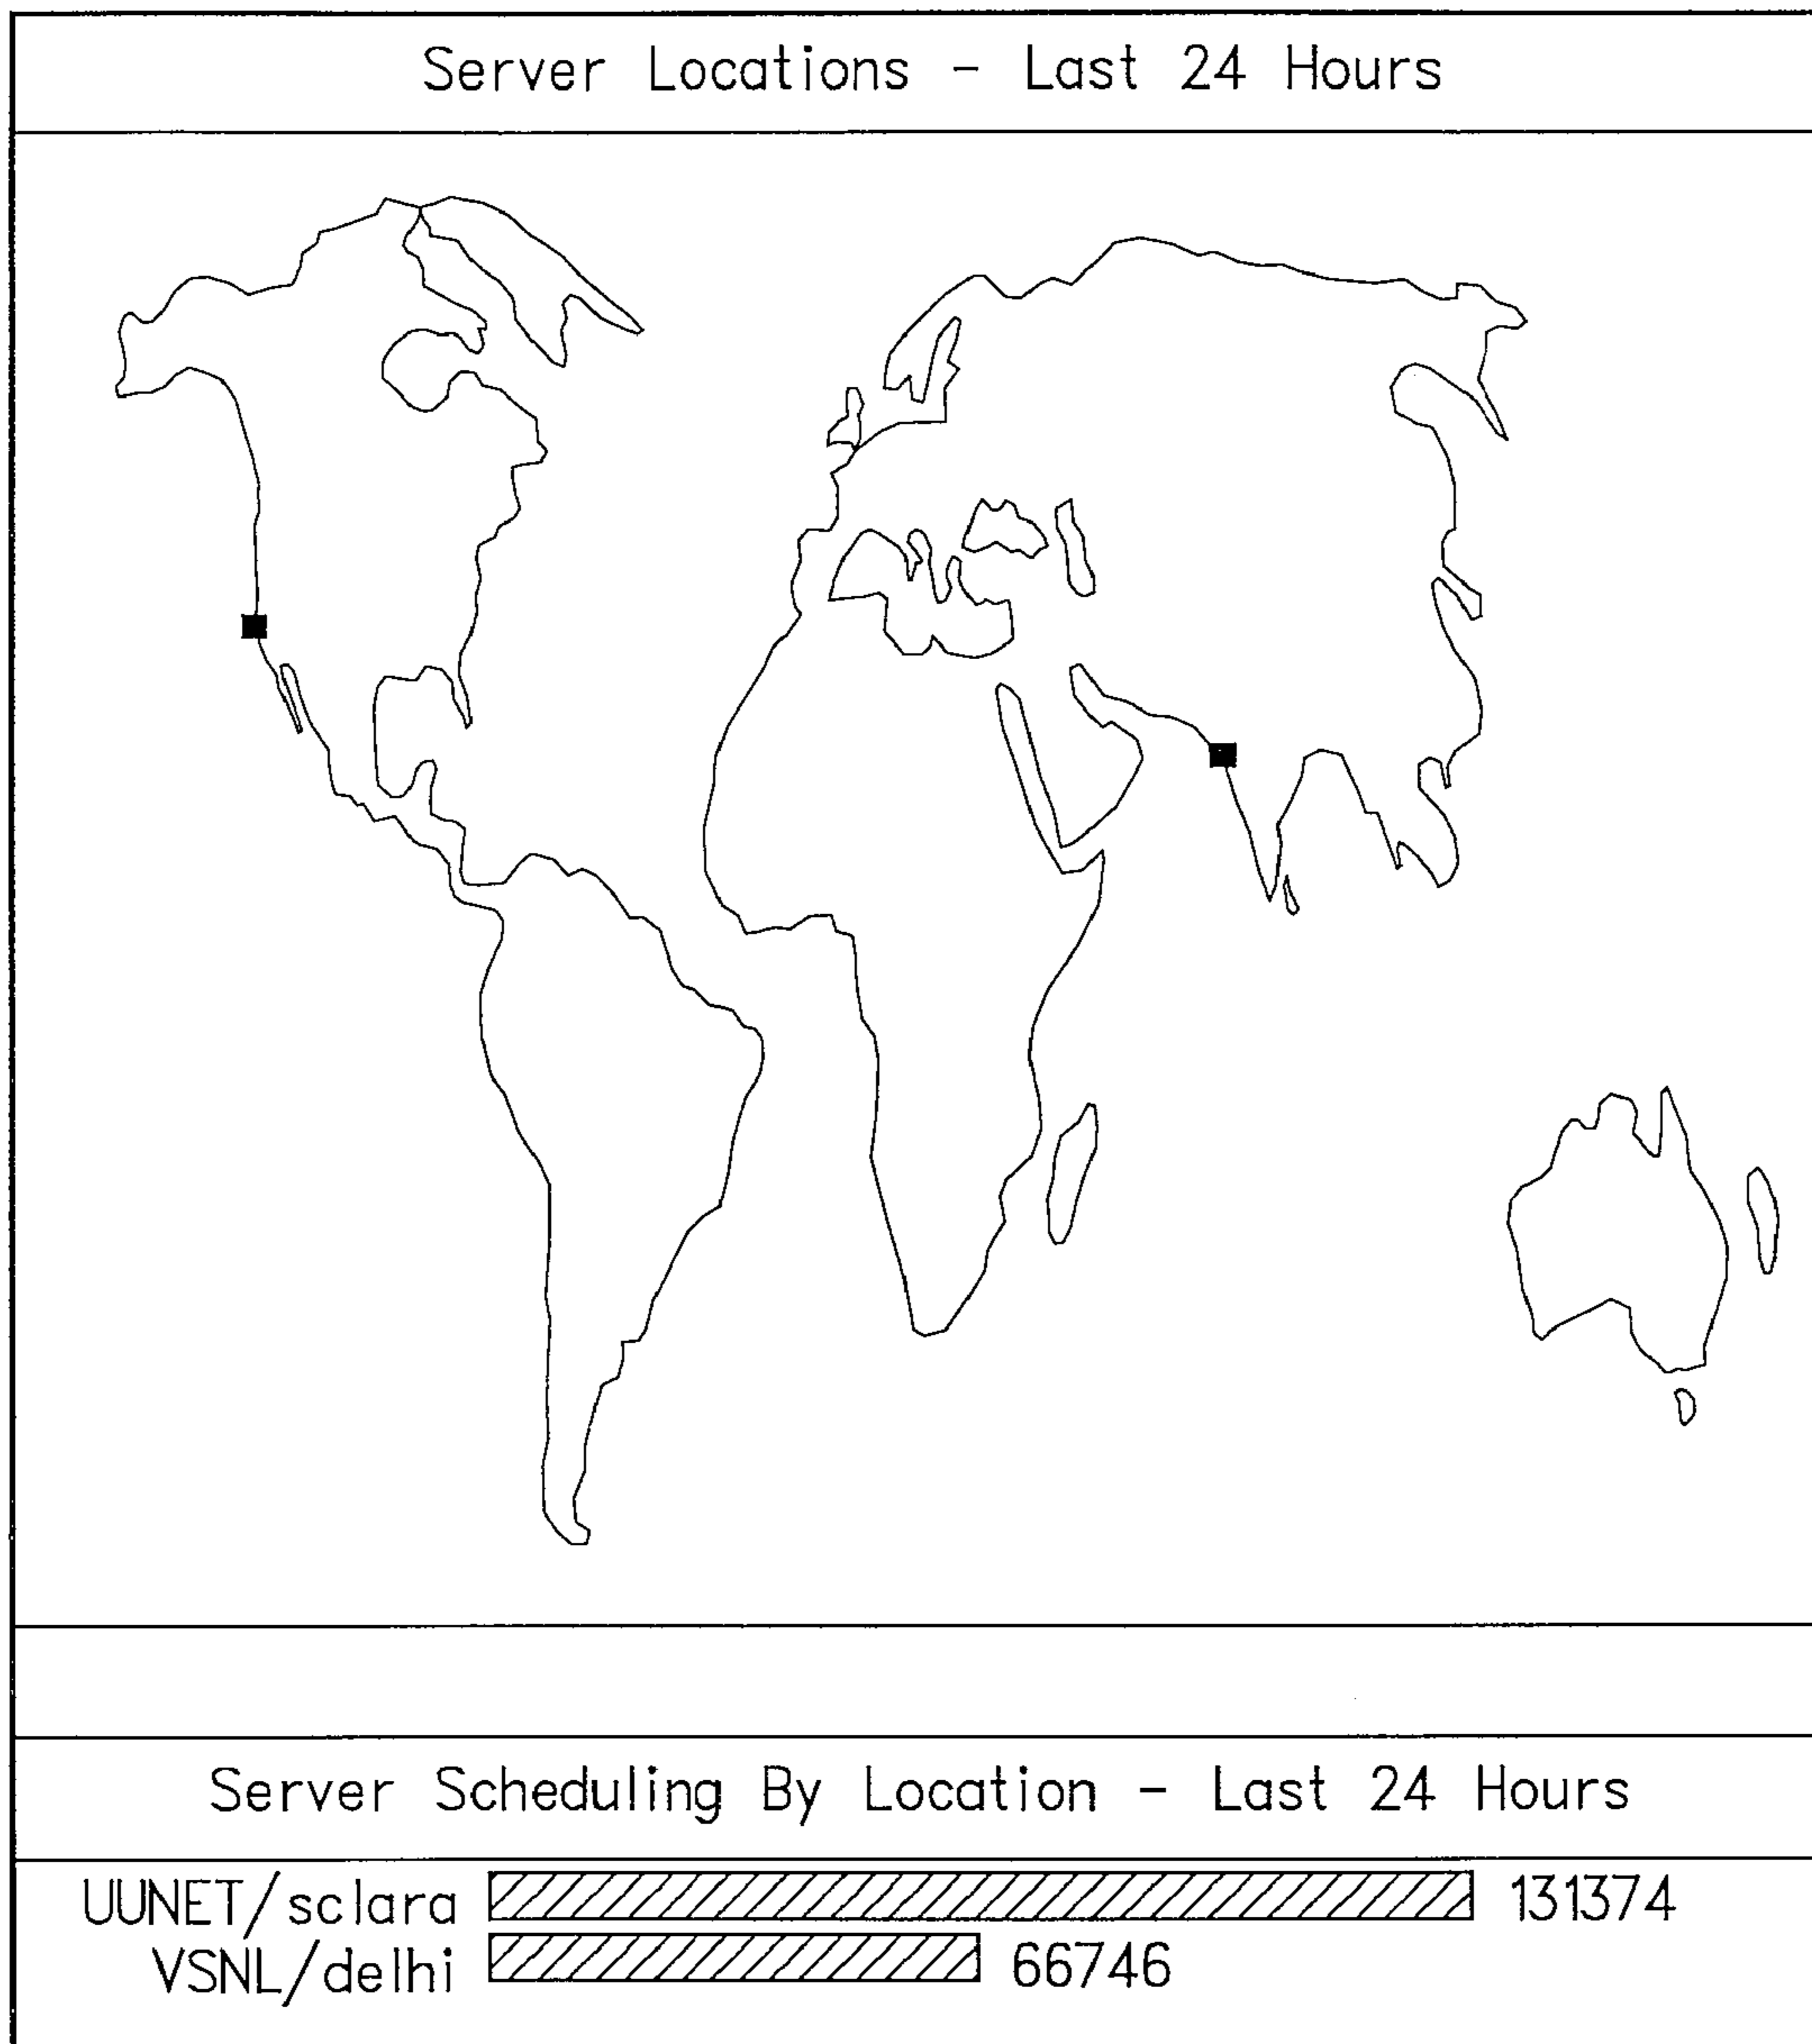 Server Locations - Last 24 Hours
Server Scheduling By Location - Last 24 Hours
UUNET/sclara 131374
VSNL/delhi 66746